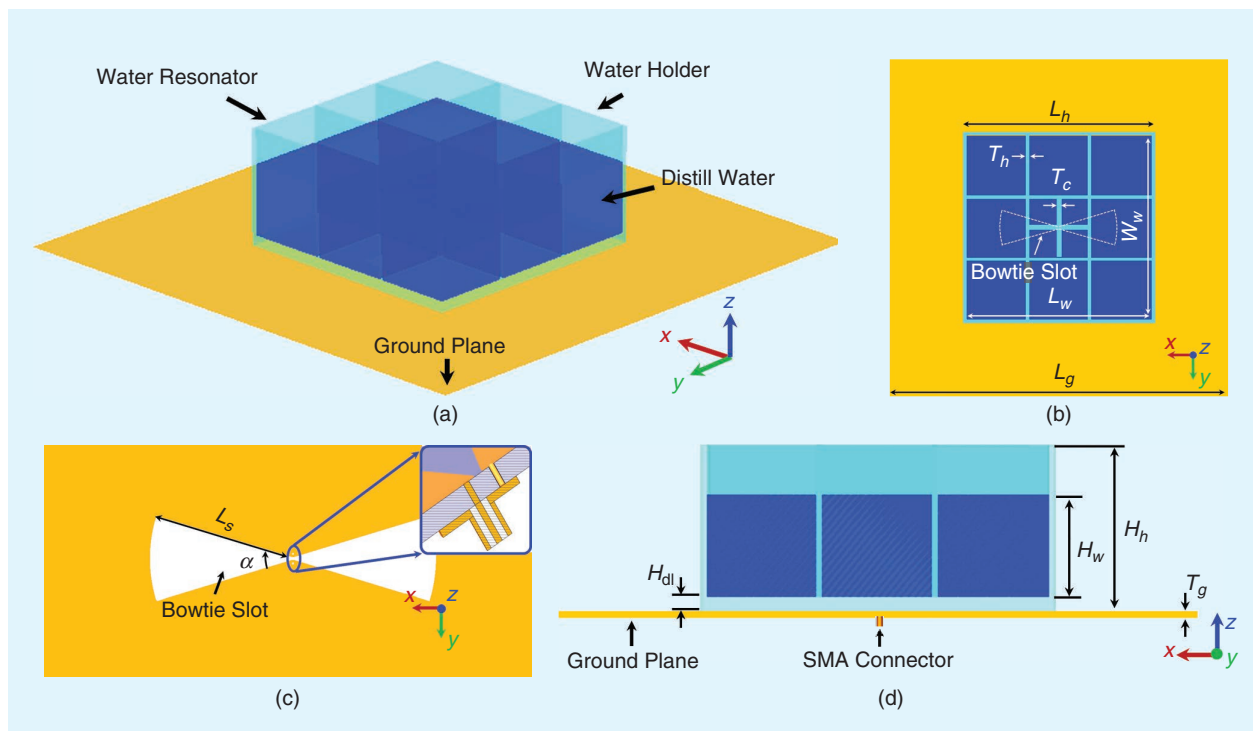 Water Resonator
Water Holder
Distill Water
Ground Plane
z
x
y
(a)
L_h
T_h
T_c
W_w
Bowtie Slot
L_w
x
z
y
L_g
(b)
L_s
α
Bowtie Slot
x
z
y
(c)
H_dl
H_w
H_h
T_g
Ground Plane
SMA Connector
z
x
y
(d)